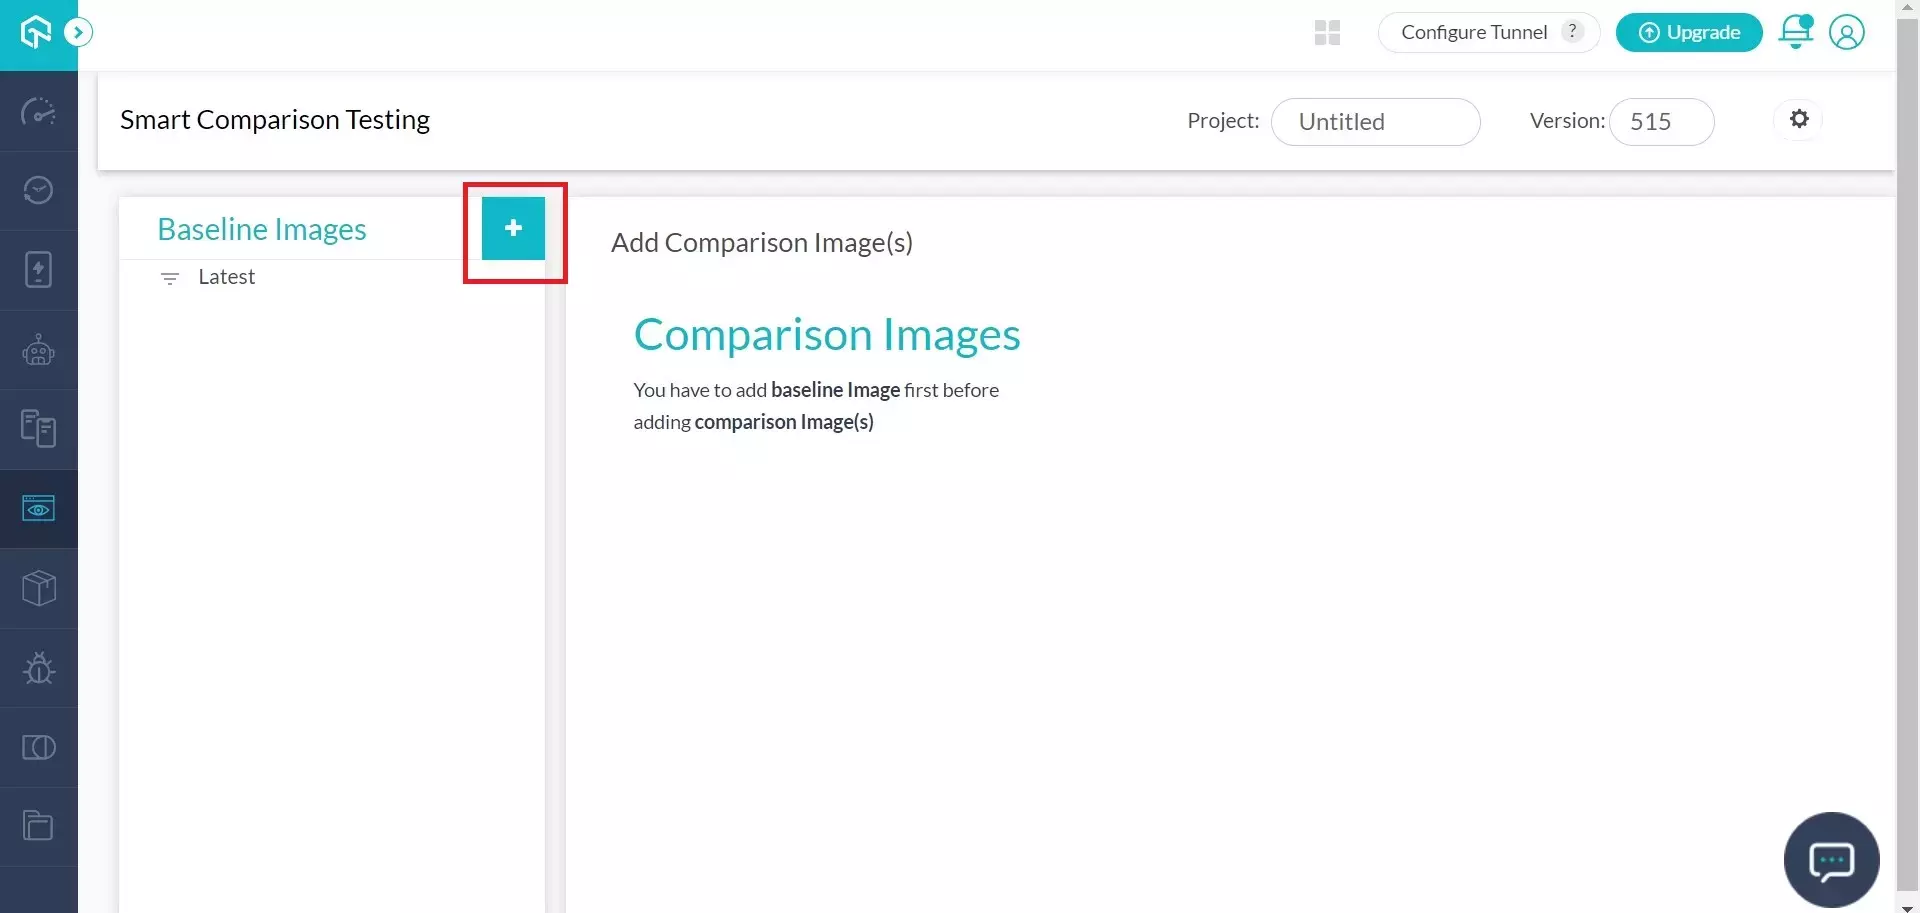 Configure Tunnel ?
Upgrade
Smart Comparison Testing
Project: Untitled
Version: 515
Baseline Images
+
Latest
Add Comparison Image(s)
Comparison Images
You have to add baseline Image first before
adding comparison Image(s)